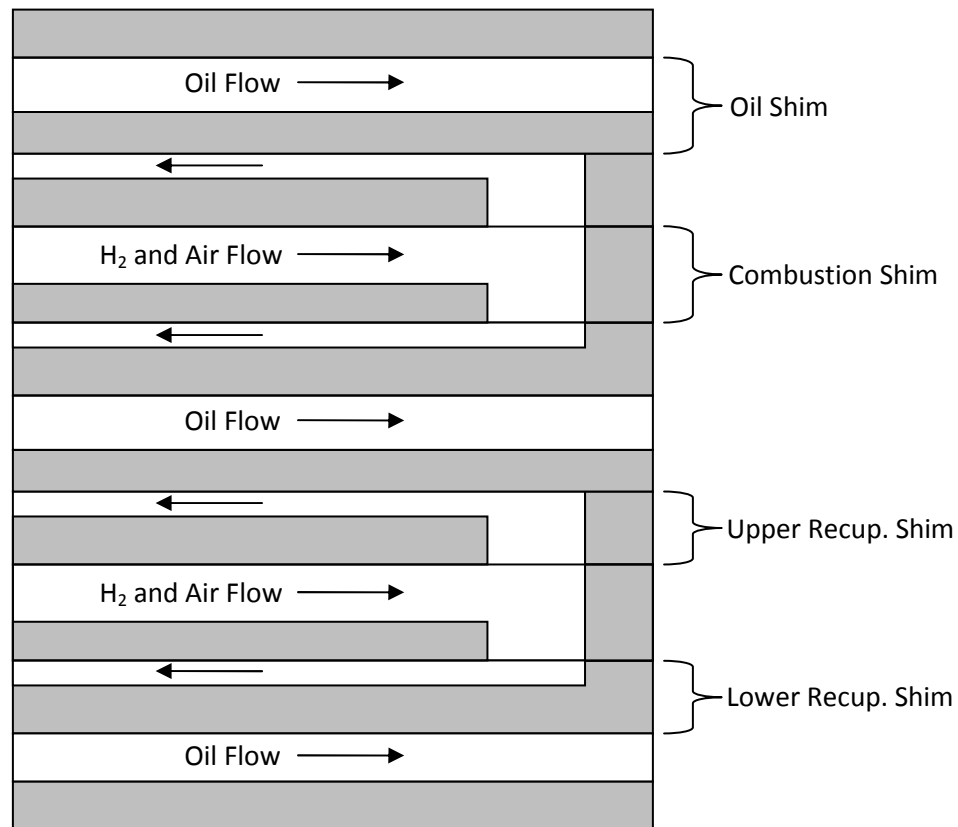 Oil Flow
Oil Shim
H₂ and Air Flow
Combustion Shim
Oil Flow
Upper Recup. Shim
H₂ and Air Flow
Lower Recup. Shim
Oil Flow